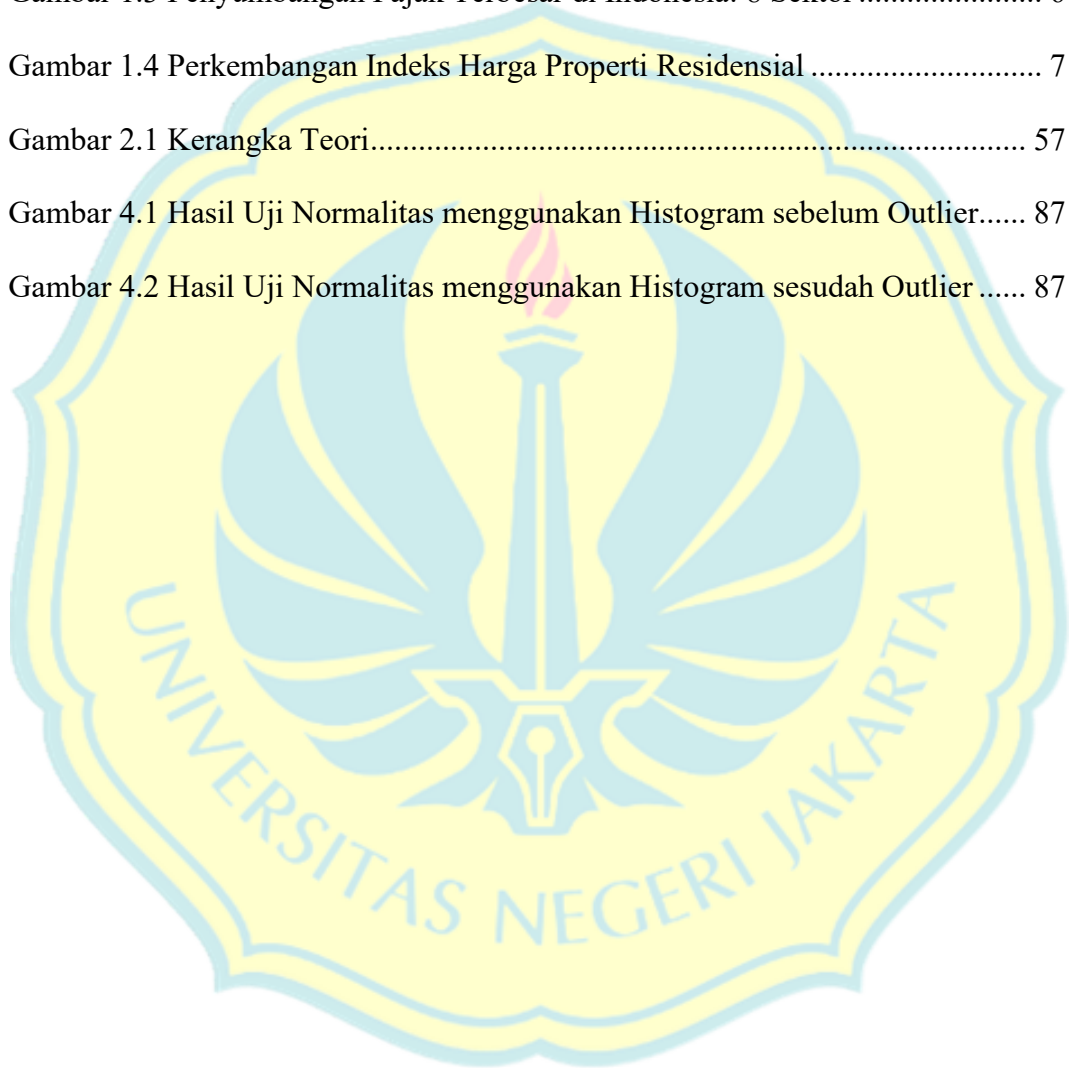 Gambar 1.4 Perkembangan Indeks Harga Properti Residensial ............................ 7
Gambar 2.1 Kerangka Teori................................................................................ 57
Gambar 4.1 Hasil Uji Normalitas menggunakan Histogram sebelum Outlier...... 87
Gambar 4.2 Hasil Uji Normalitas menggunakan Histogram sesudah Outlier ...... 87
UNIVERSITAS NEGERI JAKARTA